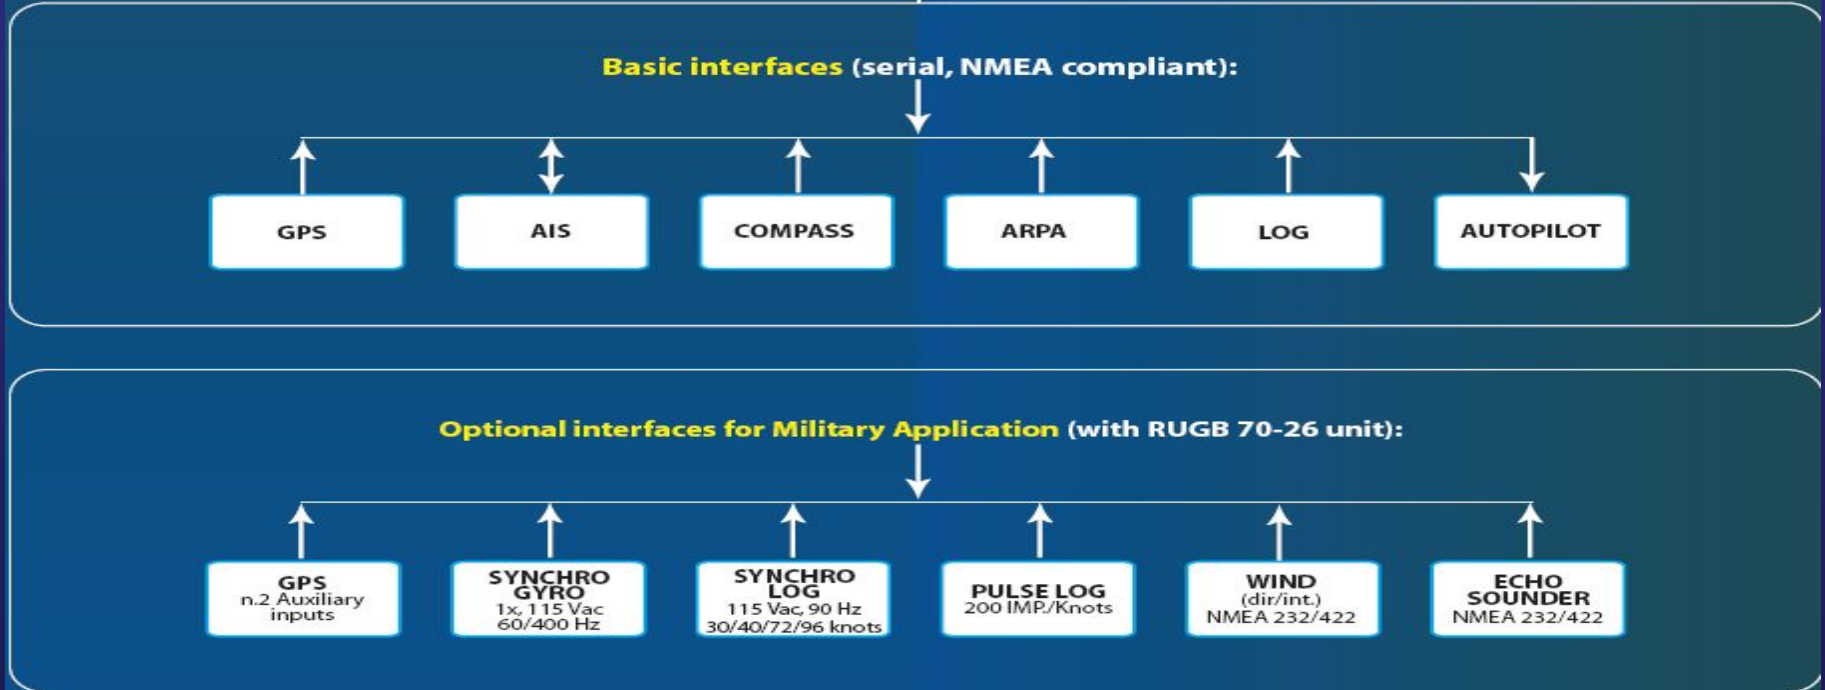 Basic interfaces (serial, NMEA compliant):
GPS
AIS
COMPASS
ARPA
LOG
AUTOPILOT
Optional interfaces for Military Application (with RUGB 70-26 unit):
GPS
n.2 Auxiliary
inputs
SYNCHRO
GYRO
1x, 115 Vac
60/400 Hz
SYNCHRO
LOG
115 Vac, 90 Hz
30/40/72/96 knots
PULSE LOG
200 IMP./Knots
WIND
(dir/int.)
NMEA 232/422
ECHO
SOUNDER
NMEA 232/422